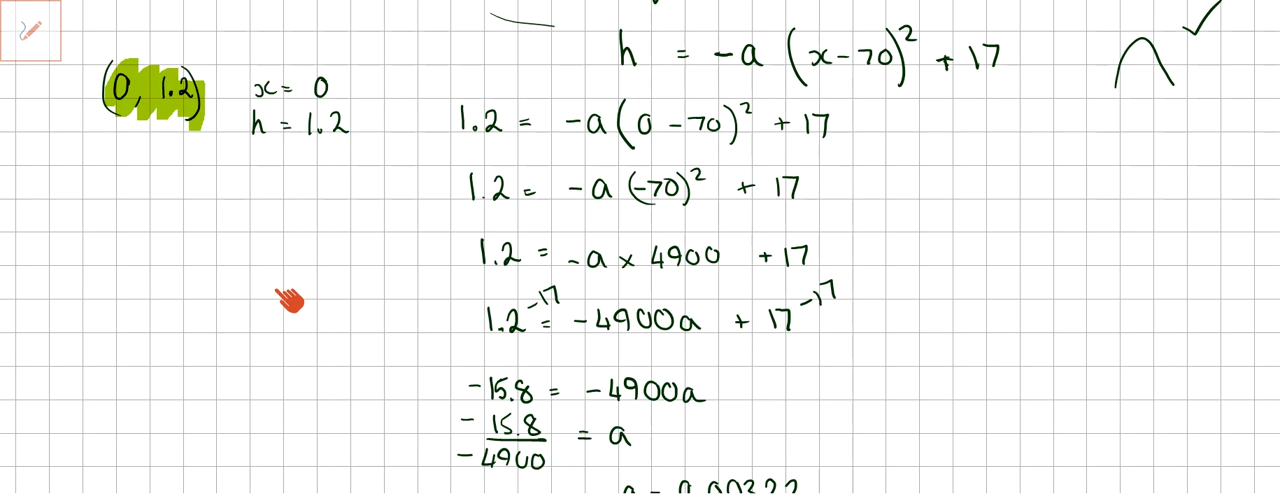 h = -a (x-70)² + 17
(0, 1.2) x = 0
h = 1.2
1.2 = -a(0-70)² + 17
1.2 = -a(-70)² + 17
1.2 = -a × 4900 + 17
1.2 -17 = -4900a + 17 -17
-15.8 = -4900a
-15.8 / -4900 = a